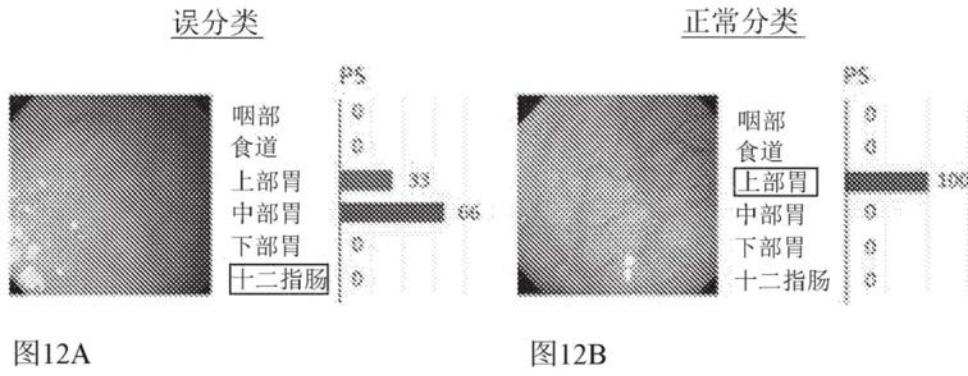 误分类
正常分类
PS
咽部 0
食道 0
上部胃 33
中部胃 66
下部胃 0
十二指肠 0
PS
咽部 0
食道 0
上部胃 100
中部胃 0
下部胃 0
十二指肠 0
图12A
图12B